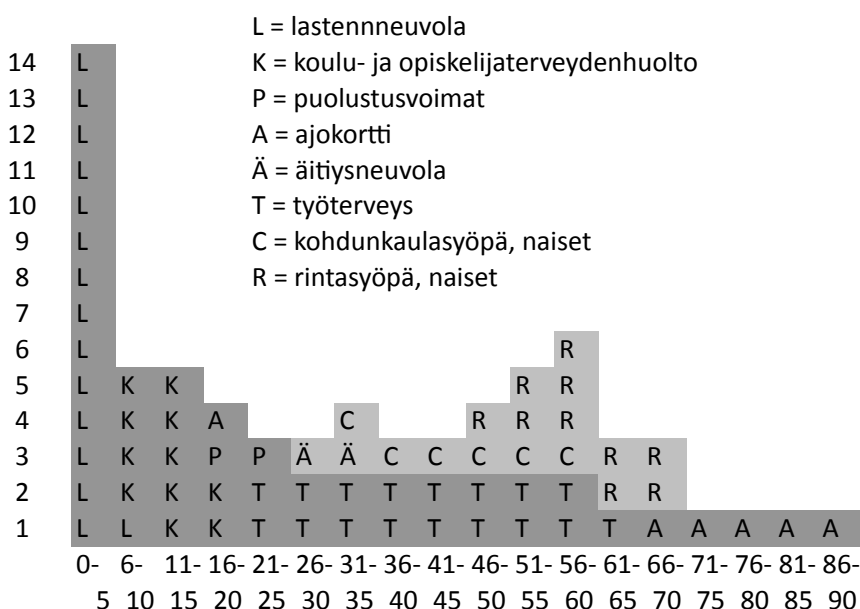 L = lastennneuvola
14 L K = koulu- ja opiskelijaterveydenhuolto
13 L P = puolustusvoimat
12 L A = ajokortti
11 L Ä = äitiysneuvola
10 L T = työterveys
9 L C = kohdunkaulasyöpä, naiset
8 L R = rintasyöpä, naiset
7 L
6 L R
5 L K K R R
4 L K K A C R R R
3 L K K P P Ä Ä C C C C C R R
2 L K K K T T T T T T T T R R
1 L L K K T T T T T T T T T A A A A A
0- 6- 11- 16- 21- 26- 31- 36- 41- 46- 51- 56- 61- 66- 71- 76- 81- 86-
5 10 15 20 25 30 35 40 45 50 55 60 65 70 75 80 85 90